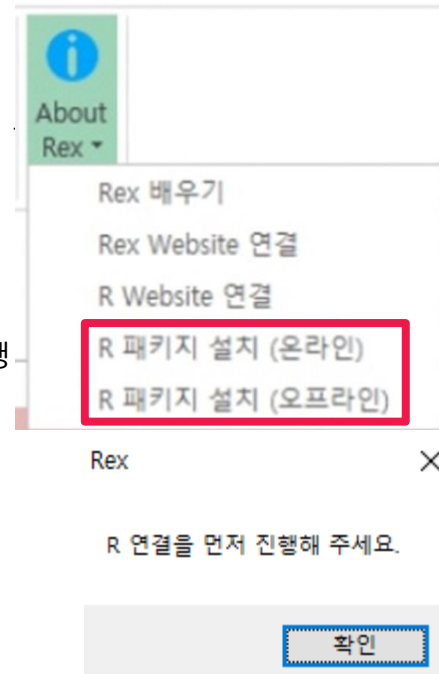 About
Rex
Rex 배우기
Rex Website 연결
R Website 연결
R 패키지 설치 (온라인)
R 패키지 설치 (오프라인)
Rex
R 연결을 먼저 진행해 주세요.
확인